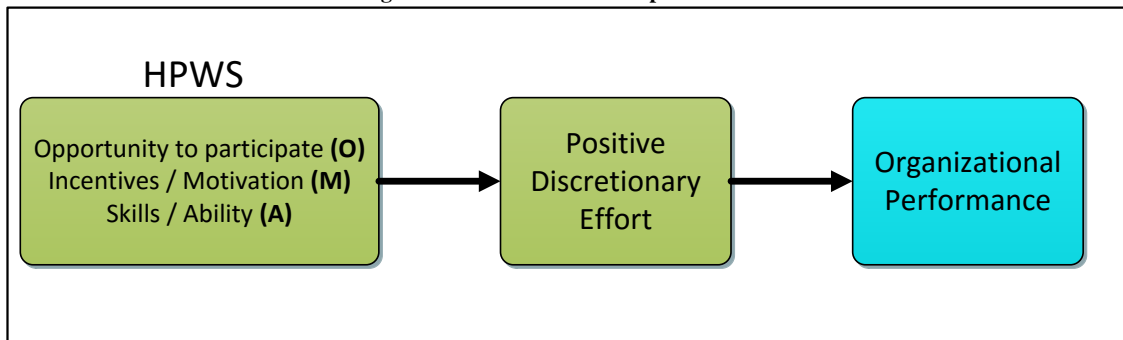 HPWS
Opportunity to participate (O)
Incentives / Motivation (M)
Skills / Ability (A)
Positive
Discretionary
Effort
Organizational
Performance